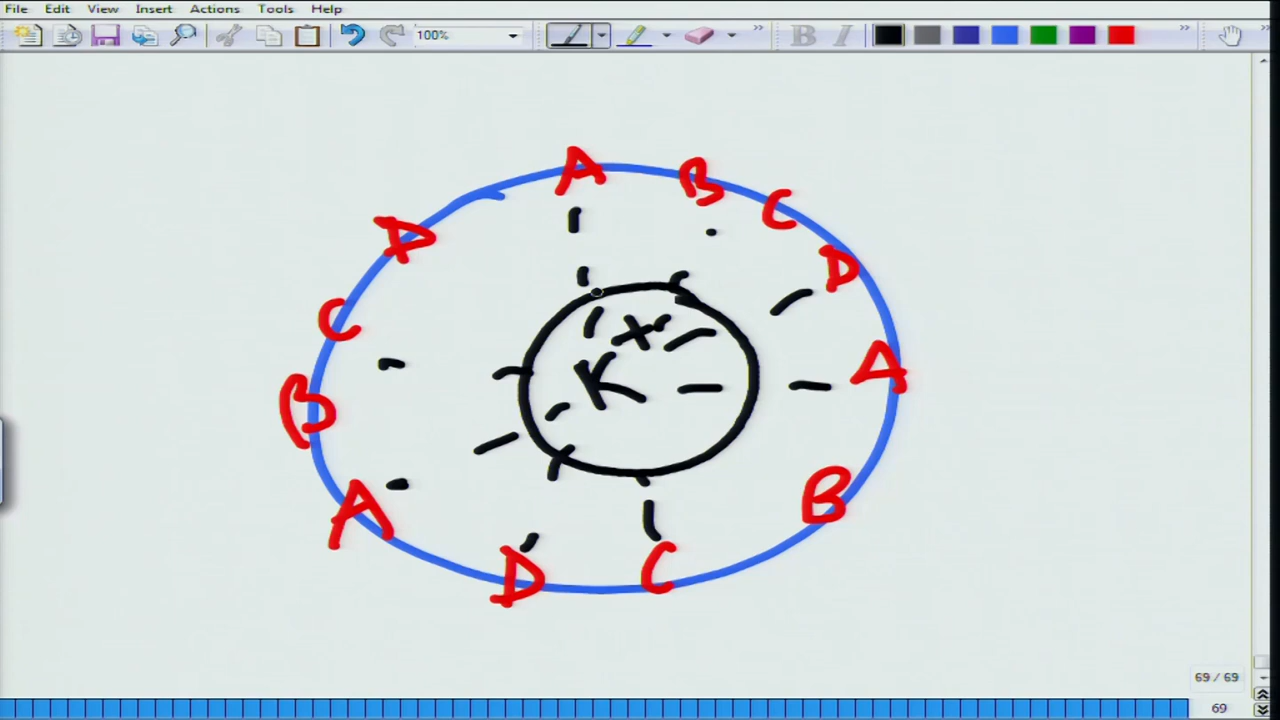 File Edit View Insert Actions Tools Help
100%
B I
A B C D A B C D A B C D
X
K
69 / 69
69